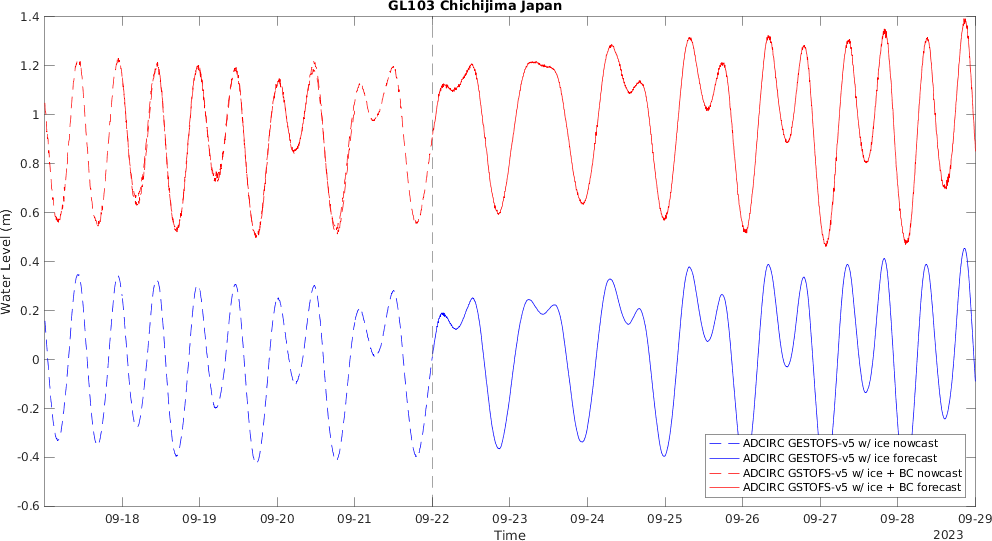 GL103 Chichijima Japan
1.4
1.2
1
0.8
0.6
0.4
0.2
0
-0.2
-0.4
-0.6
Water Level (m)
ADCIRC GESTOFS-v5 w/ ice nowcast
ADCIRC GESTOFS-v5 w/ ice forecast
ADCIRC GSTOFS-v5 w/ ice + BC nowcast
ADCIRC GSTOFS-v5 w/ ice + BC forecast
09-18 09-19 09-20 09-21 09-22 09-23 09-24 09-25 09-26 09-27 09-28 09-29
Time
2023